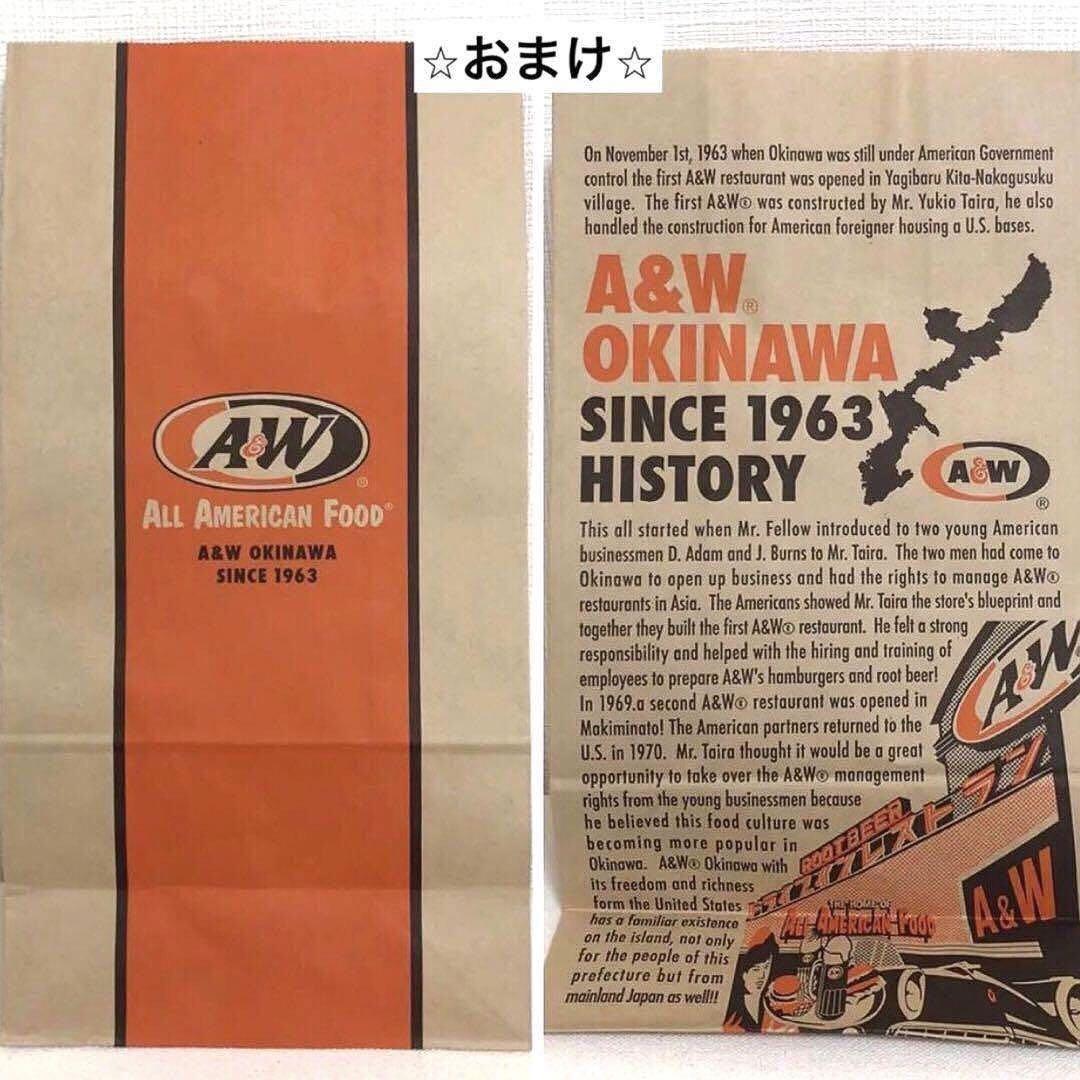 ☆おまけ☆
A&W®
ALL AMERICAN FOOD®
A&W OKINAWA
SINCE 1963
On November 1st, 1963 when Okinawa was still under American Government
control the first A&W restaurant was opened in Yagibaru Kita-Nakagusuku
village. The first A&W® was constructed by Mr. Yukio Taira, he also
handled the construction for American foreigner housing a U.S. bases.
A&W®
OKINAWA
SINCE 1963
HISTORY
A&W®
This all started when Mr. Fellow introduced to two young American
businessmen D. Adam and J. Burns to Mr. Taira. The two men had come to
Okinawa to open up business and had the rights to manage A&W®
restaurants in Asia. The Americans showed Mr. Taira the store's blueprint and
together they built the first A&W® restaurant. He felt a strong
responsibility and helped with the hiring and training of
employees to prepare A&W's hamburgers and root beer!
In 1969.a second A&W® restaurant was opened in
Makiminato! The American partners returned to the
U.S. in 1970. Mr. Taira thought it would be a great
opportunity to take over the A&W® management
rights from the young businessmen because
he believed this food culture was
becoming more popular in
Okinawa. A&W® Okinawa with
its freedom and richness
form the United States
has a familiar existence
on the island, not only
for the people of this
prefecture but from
mainland Japan as well!!
A&W
ROOTBEER
レストラン
THE HOME OF
ALL AMERICAN FOOD
A&W